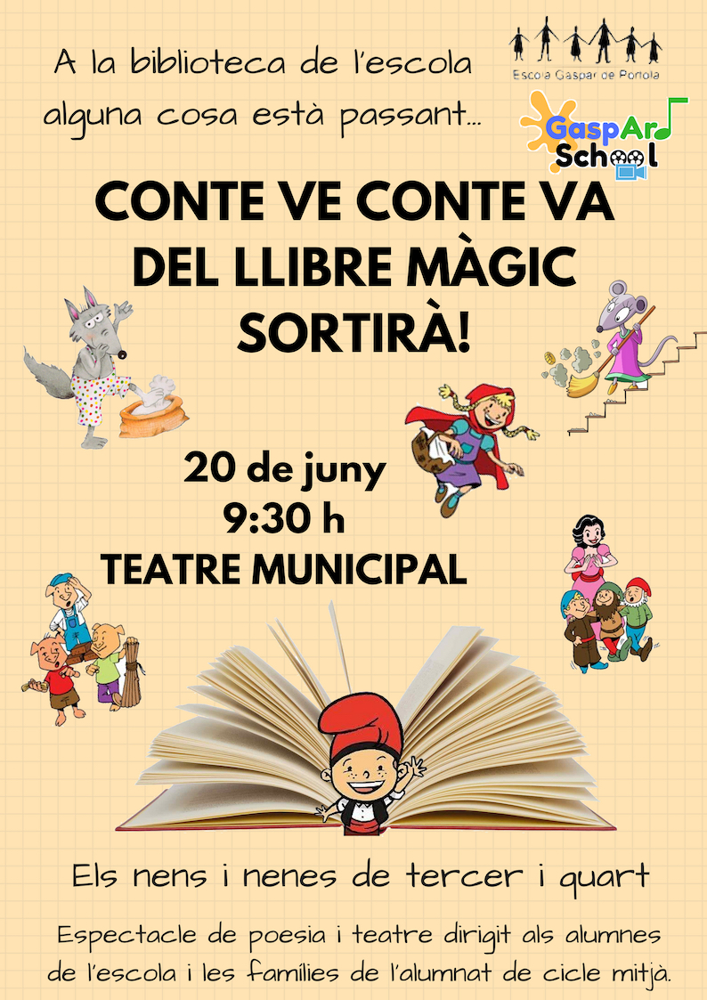 A la biblioteca de l'escola
alguna cosa està passant...
Escola Gaspar de Portolà
GaspArt
School
CONTE VE CONTE VA
DEL LLIBRE MÀGIC
SORTIRÀ!
20 de juny
9:30 h
TEATRE MUNICIPAL
Els nens i nenes de tercer i quart
Espectacle de poesia i teatre dirigit als alumnes
de l'escola i les famílies de l'alumnat de cicle mitjà.